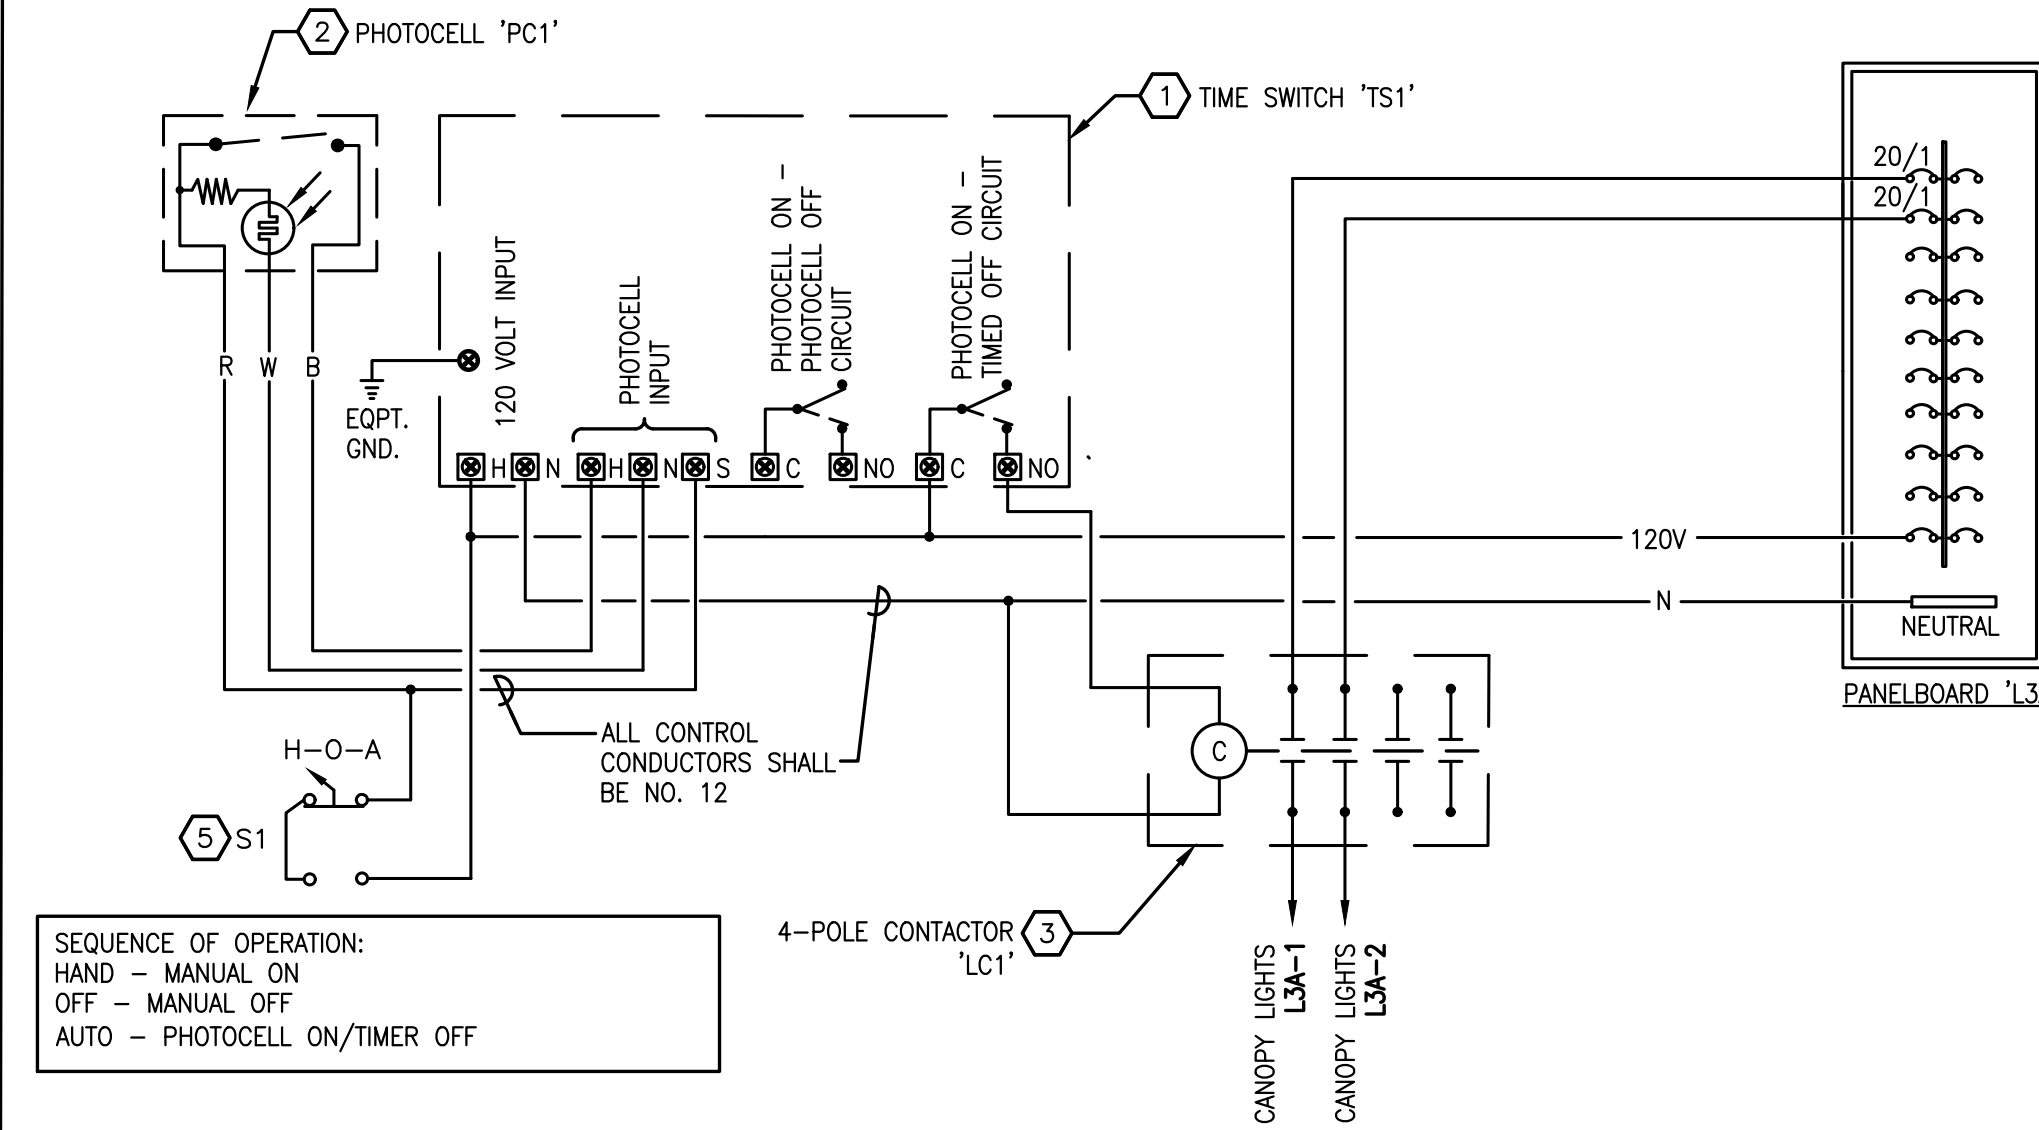 2 PHOTOCELL 'PC1'
1 TIME SWITCH 'TS1'
20/1
20/1
120 VOLT INPUT
PHOTOCELL
INPUT
PHOTOCELL ON -
PHOTOCELL OFF
CIRCUIT
PHOTOCELL ON -
TIMED OFF CIRCUIT
R W B
EQPT.
GND.
H N H N S C NO C NO
120V
N
NEUTRAL
PANELBOARD 'L3
ALL CONTROL
CONDUCTORS SHALL
BE NO. 12
H-O-A
5 S1
C
4-POLE CONTACTOR 3
'LC1'
CANOPY LIGHTS
L3A-1
CANOPY LIGHTS
L3A-2
SEQUENCE OF OPERATION:
HAND - MANUAL ON
OFF - MANUAL OFF
AUTO - PHOTOCELL ON/TIMER OFF